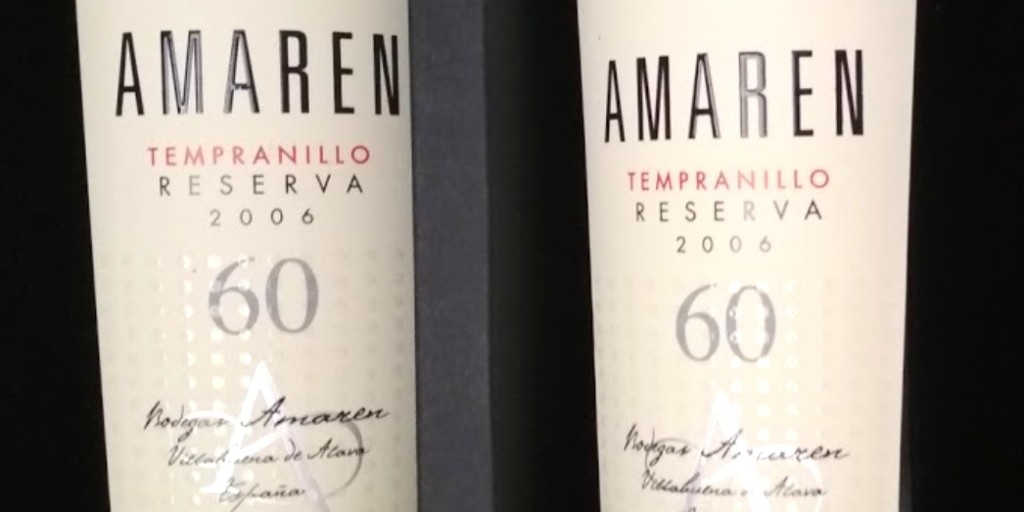 AMAREN
TEMPRANILLO
RESERVA
2006
60
Bodegas Amaren
Villabuena de Alava
España
AMAREN
TEMPRANILLO
RESERVA
2006
60
Bodegas Amaren
Villabuena de Alava